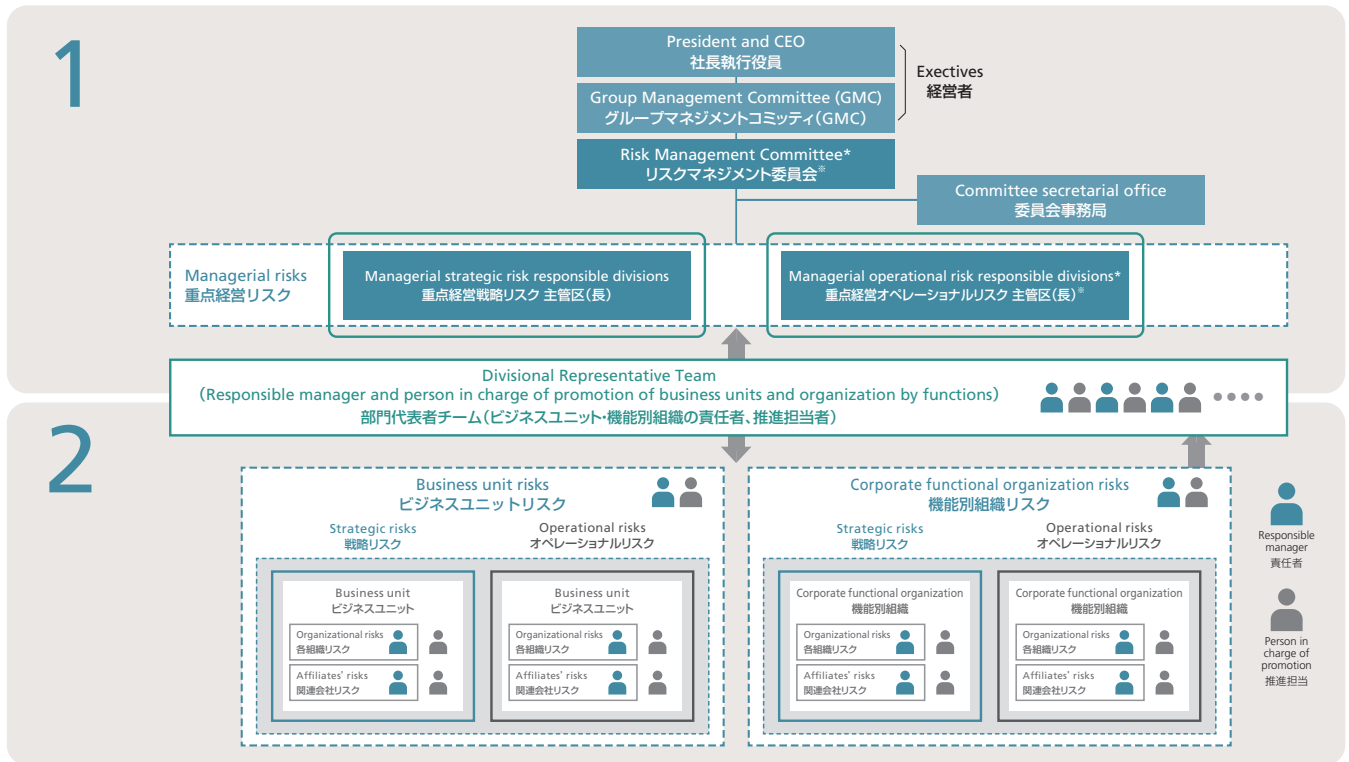 1
President and CEO
社長執行役員
Group Management Committee (GMC)
グループマネジメントコミッティ(GMC)
Exectives
経営者
Risk Management Committee*
リスクマネジメント委員会※
Committee secretarial office
委員会事務局
Managerial risks
重点経営リスク
Managerial strategic risk responsible divisions
重点経営戦略リスク 主管区(長)
Managerial operational risk responsible divisions*
重点経営オペレーショナルリスク 主管区(長)※
Divisional Representative Team
(Responsible manager and person in charge of promotion of business units and organization by functions)
部門代表者チーム(ビジネスユニット・機能別組織の責任者、推進担当者)
2
Business unit risks
ビジネスユニットリスク
Strategic risks
戦略リスク
Operational risks
オペレーショナルリスク
Business unit
ビジネスユニット
Organizational risks
各組織リスク
Affiliates' risks
関連会社リスク
Business unit
ビジネスユニット
Organizational risks
各組織リスク
Affiliates' risks
関連会社リスク
Corporate functional organization risks
機能別組織リスク
Strategic risks
戦略リスク
Operational risks
オペレーショナルリスク
Corporate functional organization
機能別組織
Organizational risks
各組織リスク
Affiliates' risks
関連会社リスク
Corporate functional organization
機能別組織
Organizational risks
各組織リスク
Affiliates' risks
関連会社リスク
Responsible
manager
責任者
Person in
charge of
promotion
推進担当